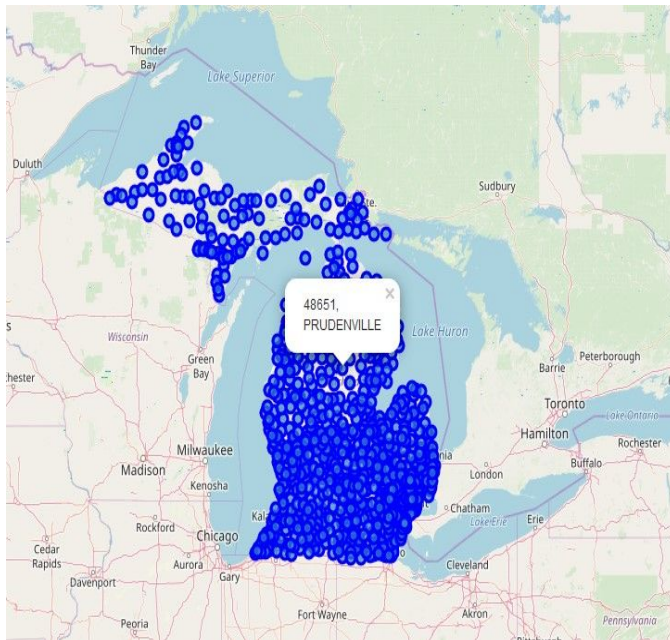 Thunder
Bay
Lake Superior
Duluth
Ste.
Sudbury
×
48651,
PRUDENVILLE
Lake Huron
Wisconsin
Green
Bay
Barrie
Peterborough
Toronto
Lake Ontario
Hamilton
Rochester
Milwaukee
Madison
London
Buffalo
Kenosha
Chatham
Rockford
Lake Erie
Erie
Chicago
Cedar
Rapids
Aurora
Gary
Cleveland
Davenport
Fort Wayne
Akron
Peoria
Pennsylvania